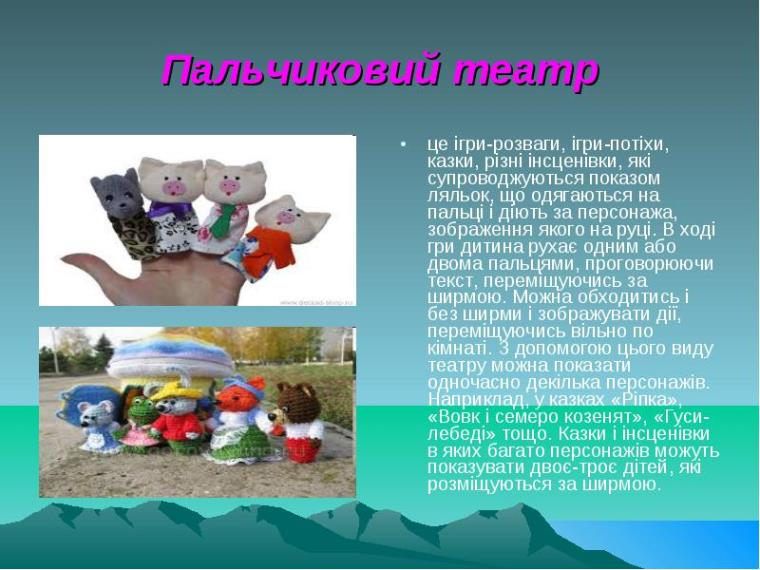 Пальчиковий театр
• це ігри-розваги, ігри-потіхи,
казки, різні інсценівки, які
супроводжуються показом
ляльок, що одягаються на
пальці і діють за персонажа,
зображення якого на руці. В ході
гри дитина рухає одним або
двома пальцями, проговорюючи
текст, переміщуючись за
ширмою. Можна обходитись і
без ширми і зображувати дії,
переміщуючись вільно по
кімнаті. З допомогою цього виду
театру можна показати
одночасно декілька персонажів.
Наприклад, у казках «Ріпка»,
«Вовк і семеро козенят», «Гуси-
лебеді» тощо. Казки і інсценівки
в яких багато персонажів можуть
показувати двоє-троє дітей, які
розміщуються за ширмою.